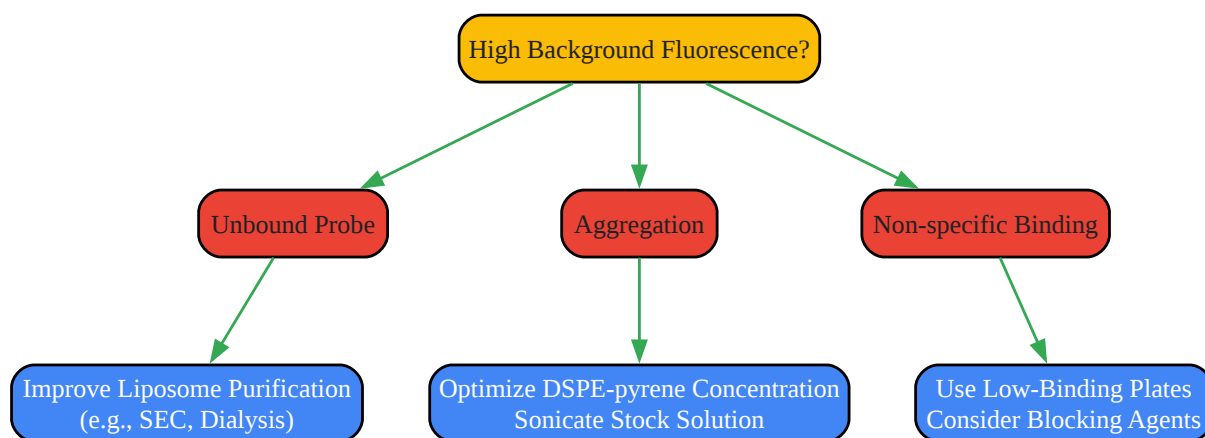 High Background Fluorescence?
Unbound Probe
Aggregation
Non-specific Binding
Improve Liposome Purification
(e.g., SEC, Dialysis)
Optimize DSPE-pyrene Concentration
Sonicate Stock Solution
Use Low-Binding Plates
Consider Blocking Agents